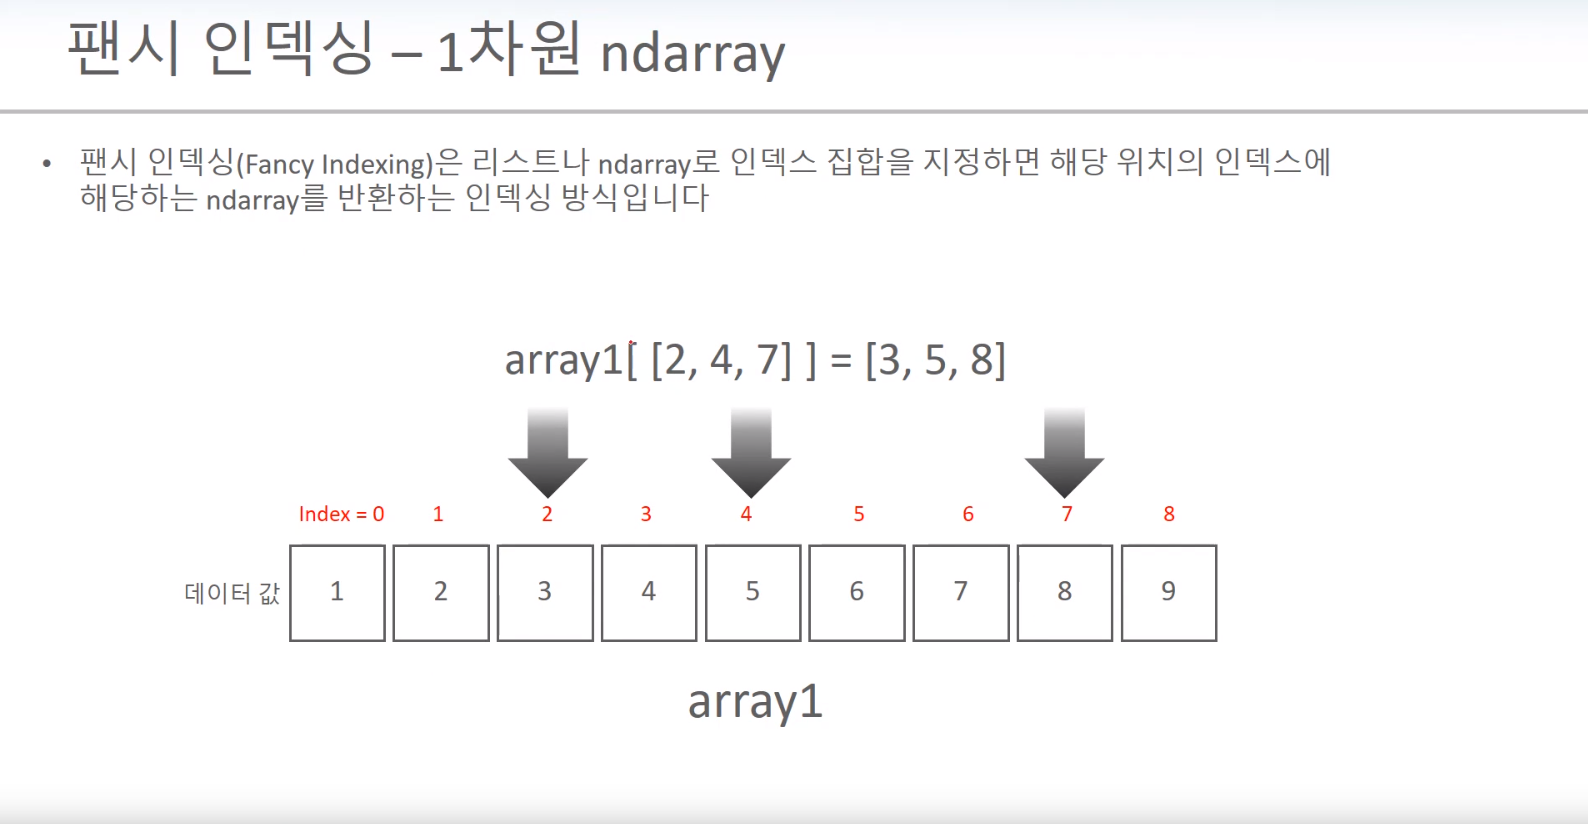 팬시 인덱싱 – 1차원 ndarray
• 팬시 인덱싱(Fancy Indexing)은 리스트나 ndarray로 인덱스 집합을 지정하면 해당 위치의 인덱스에
해당하는 ndarray를 반환하는 인덱싱 방식입니다
array1[ [2, 4, 7] ] = [3, 5, 8]
Index = 0 1 2 3 4 5 6 7 8
데이터 값 1 2 3 4 5 6 7 8 9
array1